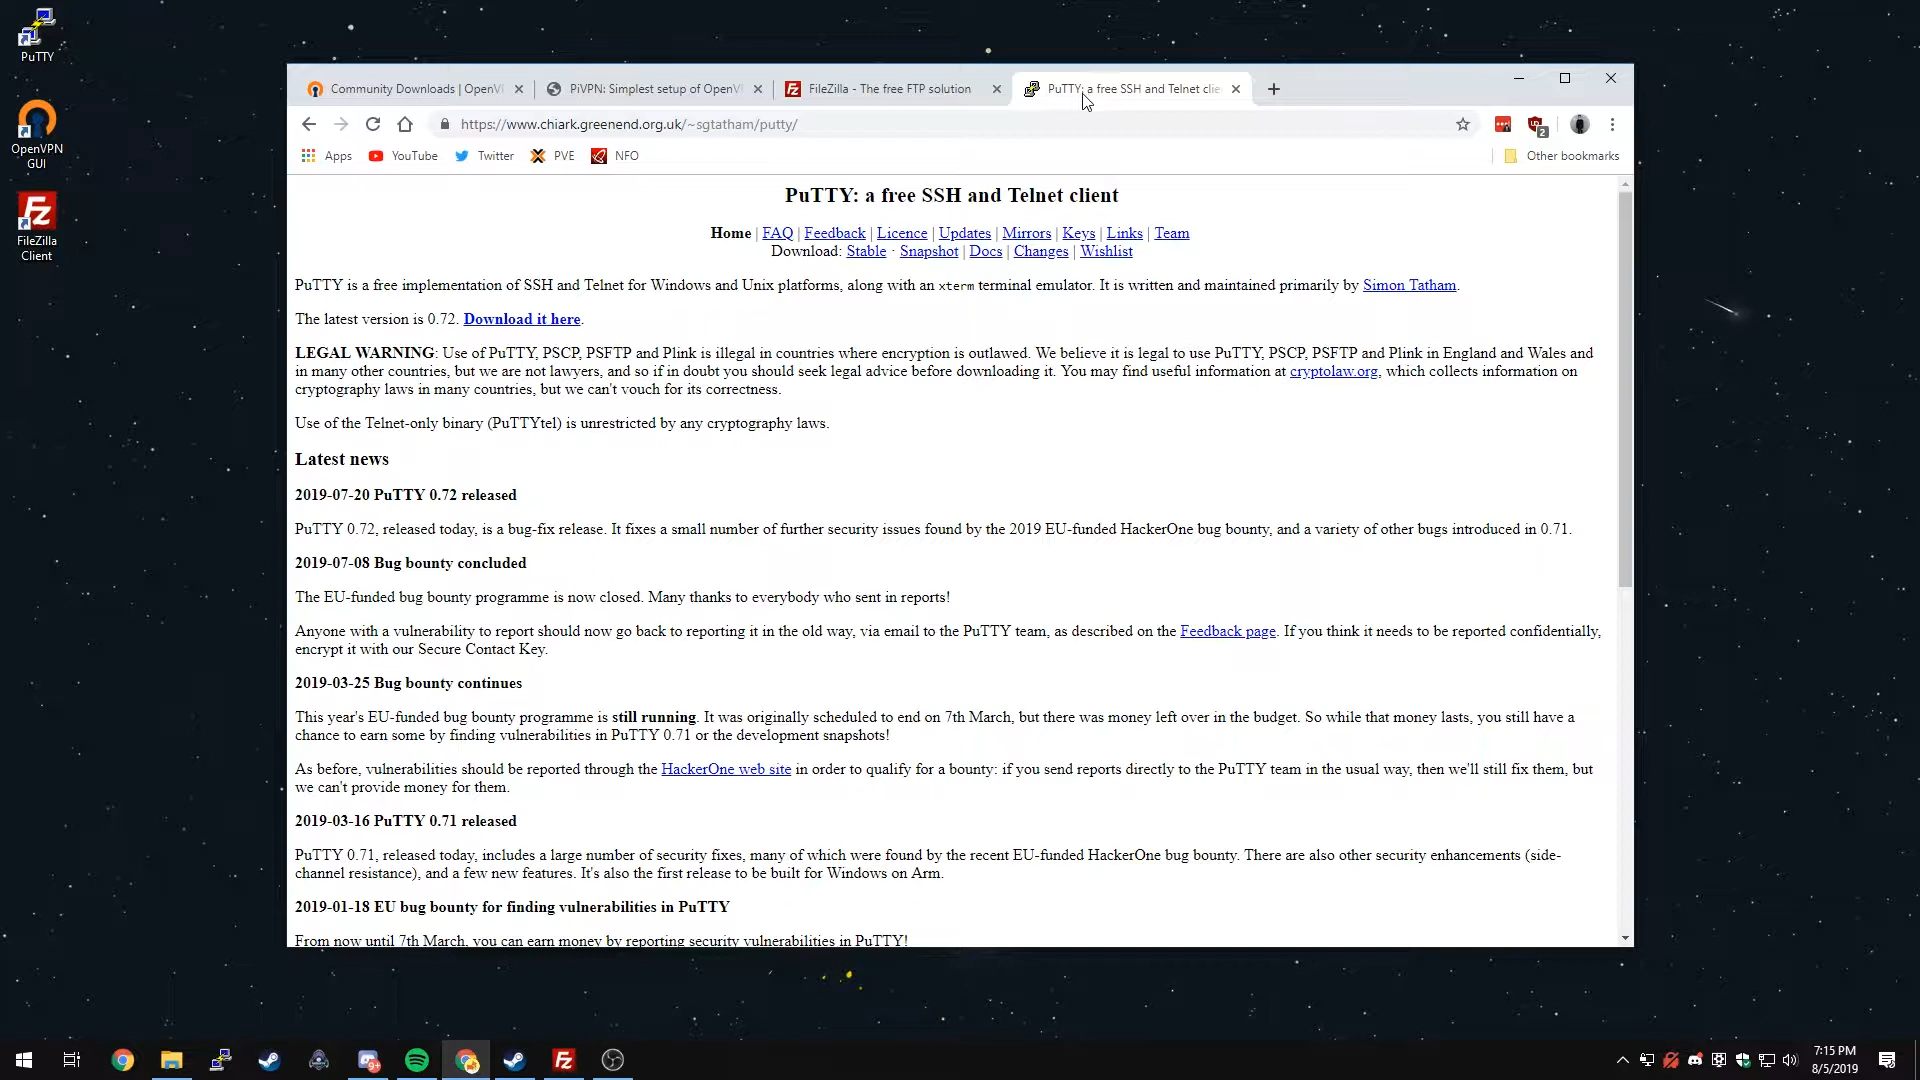 PuTTY
OpenVPN
GUI
FileZilla
Client
Community Downloads | OpenV
PiVPN: Simplest setup of OpenV
FileZilla - The free FTP solution
PuTTY: a free SSH and Telnet clie
https://www.chiark.greenend.org.uk/~sgtatham/putty/
2
Apps YouTube Twitter PVE NFO Other bookmarks
PuTTY: a free SSH and Telnet client
Home | FAQ | Feedback | Licence | Updates | Mirrors | Keys | Links | Team
Download: Stable · Snapshot | Docs | Changes | Wishlist
PuTTY is a free implementation of SSH and Telnet for Windows and Unix platforms, along with an xterm terminal emulator. It is written and maintained primarily by Simon Tatham.
The latest version is 0.72. Download it here.
LEGAL WARNING: Use of PuTTY, PSCP, PSFTP and Plink is illegal in countries where encryption is outlawed. We believe it is legal to use PuTTY, PSCP, PSFTP and Plink in England and Wales and
in many other countries, but we are not lawyers, and so if in doubt you should seek legal advice before downloading it. You may find useful information at cryptolaw.org, which collects information on
cryptography laws in many countries, but we can't vouch for its correctness.
Use of the Telnet-only binary (PuTTYtel) is unrestricted by any cryptography laws.
Latest news
2019-07-20 PuTTY 0.72 released
PuTTY 0.72, released today, is a bug-fix release. It fixes a small number of further security issues found by the 2019 EU-funded HackerOne bug bounty, and a variety of other bugs introduced in 0.71.
2019-07-08 Bug bounty concluded
The EU-funded bug bounty programme is now closed. Many thanks to everybody who sent in reports!
Anyone with a vulnerability to report should now go back to reporting it in the old way, via email to the PuTTY team, as described on the Feedback page. If you think it needs to be reported confidentially,
encrypt it with our Secure Contact Key.
2019-03-25 Bug bounty continues
This year's EU-funded bug bounty programme is still running. It was originally scheduled to end on 7th March, but there was money left over in the budget. So while that money lasts, you still have a
chance to earn some by finding vulnerabilities in PuTTY 0.71 or the development snapshots!
As before, vulnerabilities should be reported through the HackerOne web site in order to qualify for a bounty: if you send reports directly to the PuTTY team in the usual way, then we'll still fix them, but
we can't provide money for them.
2019-03-16 PuTTY 0.71 released
PuTTY 0.71, released today, includes a large number of security fixes, many of which were found by the recent EU-funded HackerOne bug bounty. There are also other security enhancements (side-
channel resistance), and a few new features. It's also the first release to be built for Windows on Arm.
2019-01-18 EU bug bounty for finding vulnerabilities in PuTTY
From now until 7th March, you can earn money by reporting security vulnerabilities in PuTTY!
7:15 PM
8/5/2019